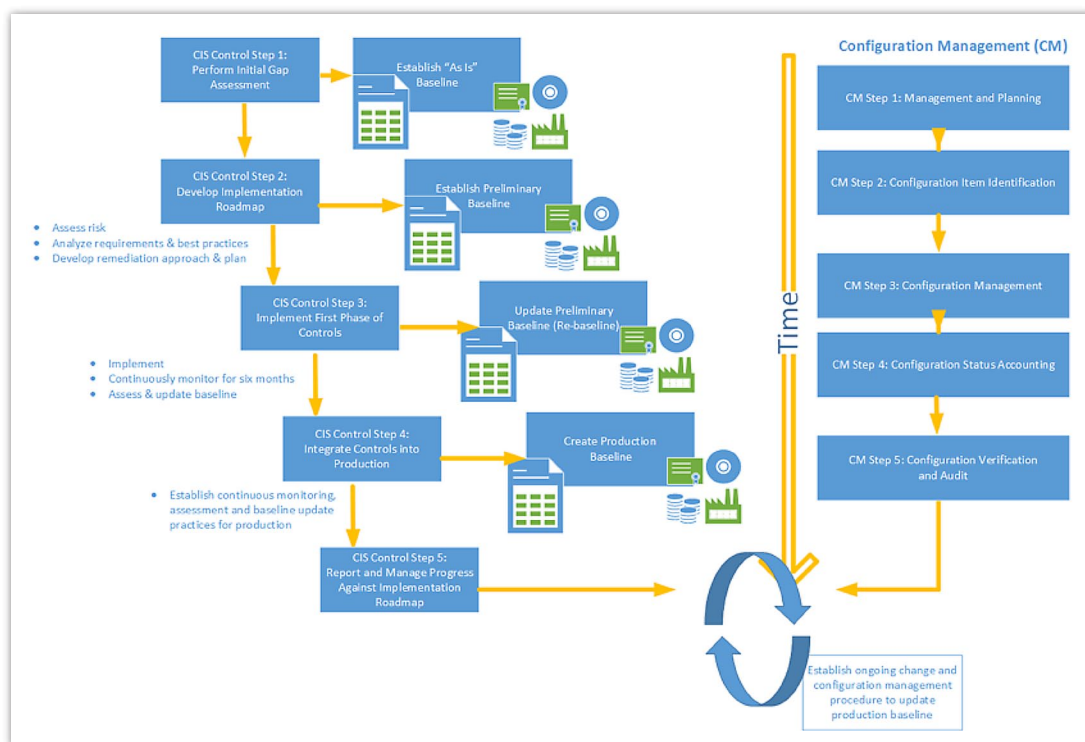 CIS Control Step 1:
Perform Initial Gap
Assessment
Establish "As Is"
Baseline
CIS Control Step 2:
Develop Implementation
Roadmap
Establish Preliminary
Baseline
• Assess risk
• Analyze requirements & best practices
• Develop remediation approach & plan
CIS Control Step 3:
Implement First Phase of
Controls
Update Preliminary
Baseline (Re-baseline)
• Implement
• Continuously monitor for six months
• Assess & update baseline
CIS Control Step 4:
Integrate Controls into
Production
Create Production
Baseline
• Establish continuous monitoring,
assessment and baseline update
practices for production
CIS Control Step 5:
Report and Manage Progress
Against Implementation
Roadmap
Time
Configuration Management (CM)
CM Step 1: Management and Planning
CM Step 2: Configuration Item Identification
CM Step 3: Configuration Management
CM Step 4: Configuration Status Accounting
CM Step 5: Configuration Verification
and Audit
Establish ongoing change and
configuration management
procedure to update
production baseline